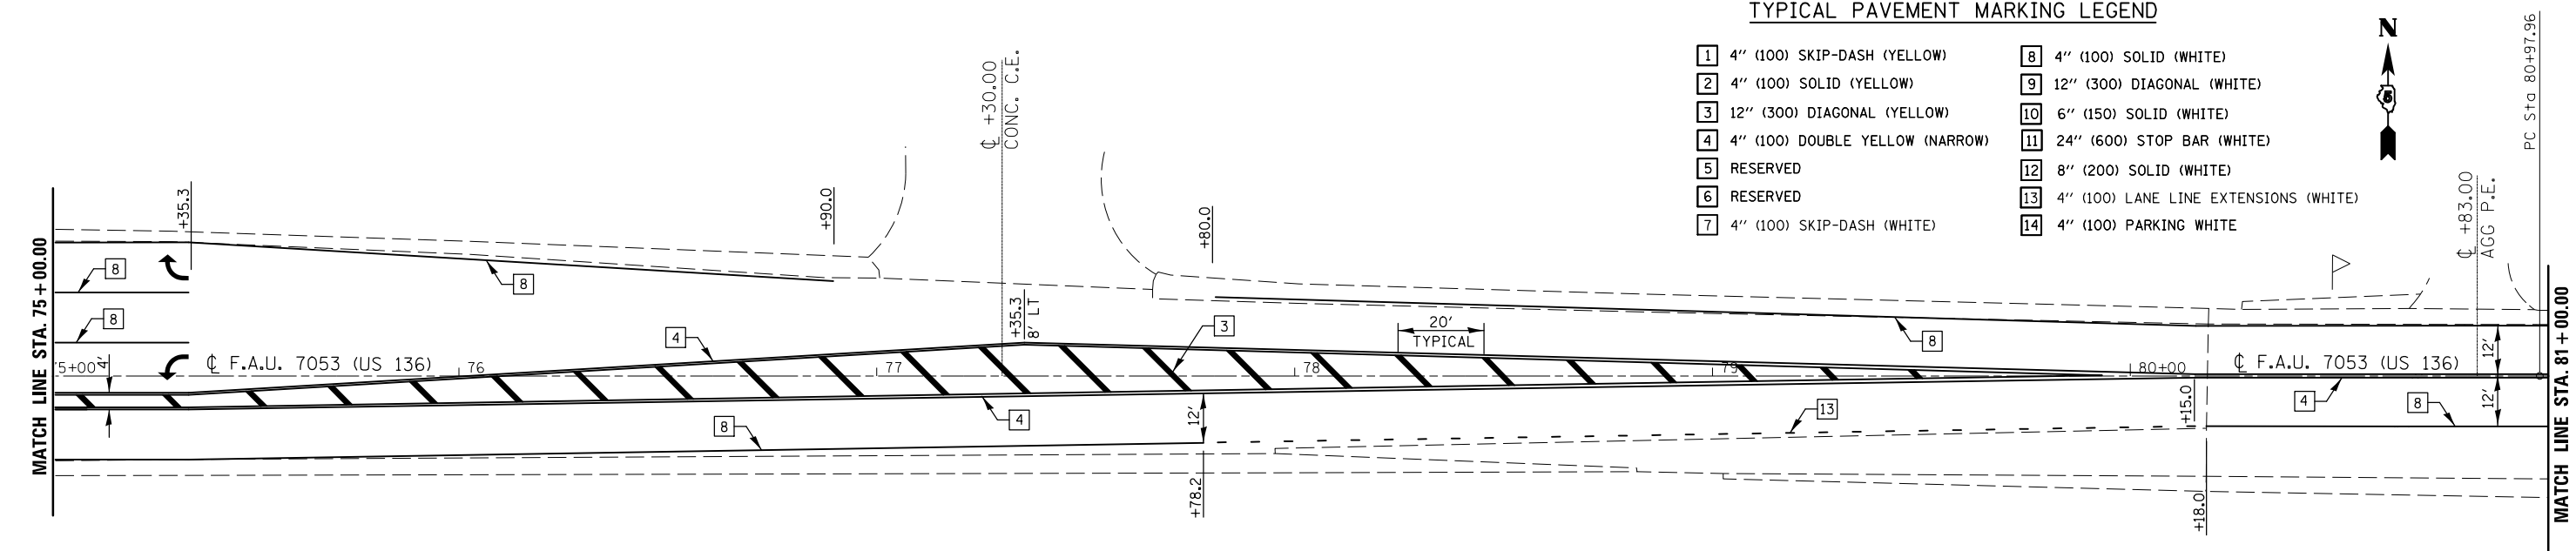 TYPICAL PAVEMENT MARKING LEGEND
1 4" (100) SKIP-DASH (YELLOW)
2 4" (100) SOLID (YELLOW)
3 12" (300) DIAGONAL (YELLOW)
4 4" (100) DOUBLE YELLOW (NARROW)
5 RESERVED
6 RESERVED
7 4" (100) SKIP-DASH (WHITE)
8 4" (100) SOLID (WHITE)
9 12" (300) DIAGONAL (WHITE)
10 6" (150) SOLID (WHITE)
11 24" (600) STOP BAR (WHITE)
12 8" (200) SOLID (WHITE)
13 4" (100) LANE LINE EXTENSIONS (WHITE)
14 4" (100) PARKING WHITE
N
5
PC Sta 80+97.96
℄ +83.00
AGG P.E.
℄ +30.00
CONC. C.E.
+35.3
+90.0
+80.0
MATCH LINE STA. 75+00.00
8
8
8
4
+35.3
8' LT
3
20'
TYPICAL
8
12'
MATCH LINE STA. 81+00.00
5+00
4'
℄ F.A.U. 7053 (US 136)
76
77
78
79
80+00
℄ F.A.U. 7053 (US 136)
8
4
12'
13
+15.0
4
8
12'
+78.2
+18.0